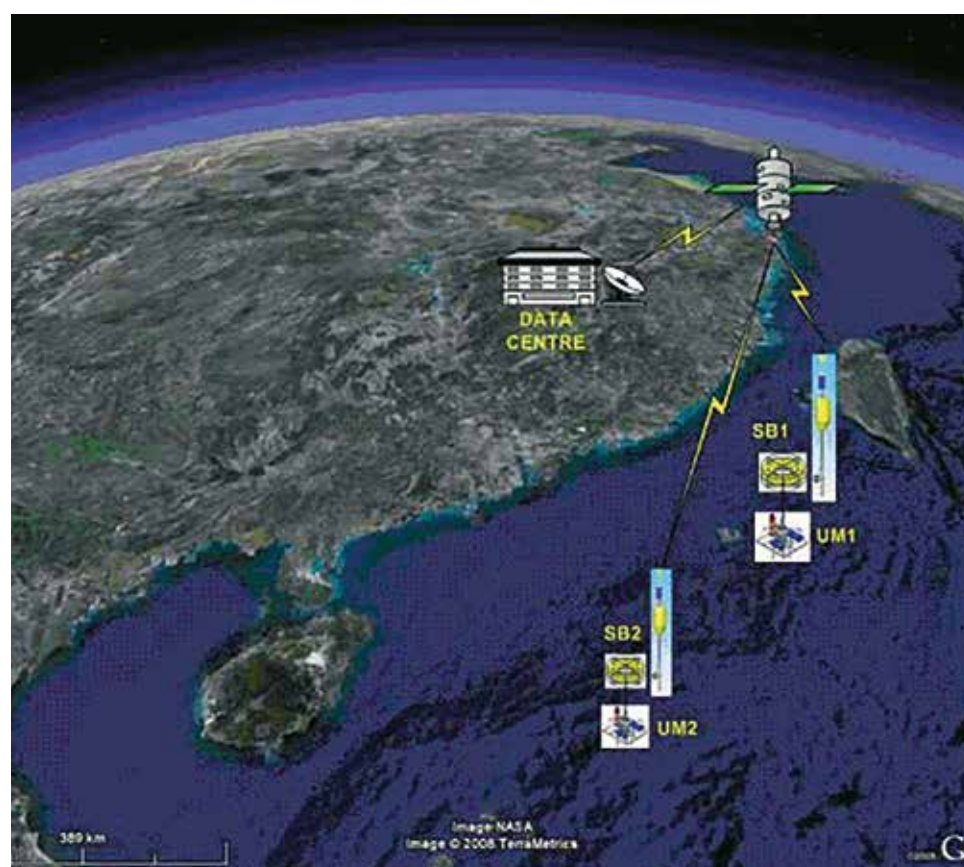 DATA
CENTRE
SB1
UM1
SB2
UM2
389 km
Image NASA
Image © 2008 TerraMetrics
G